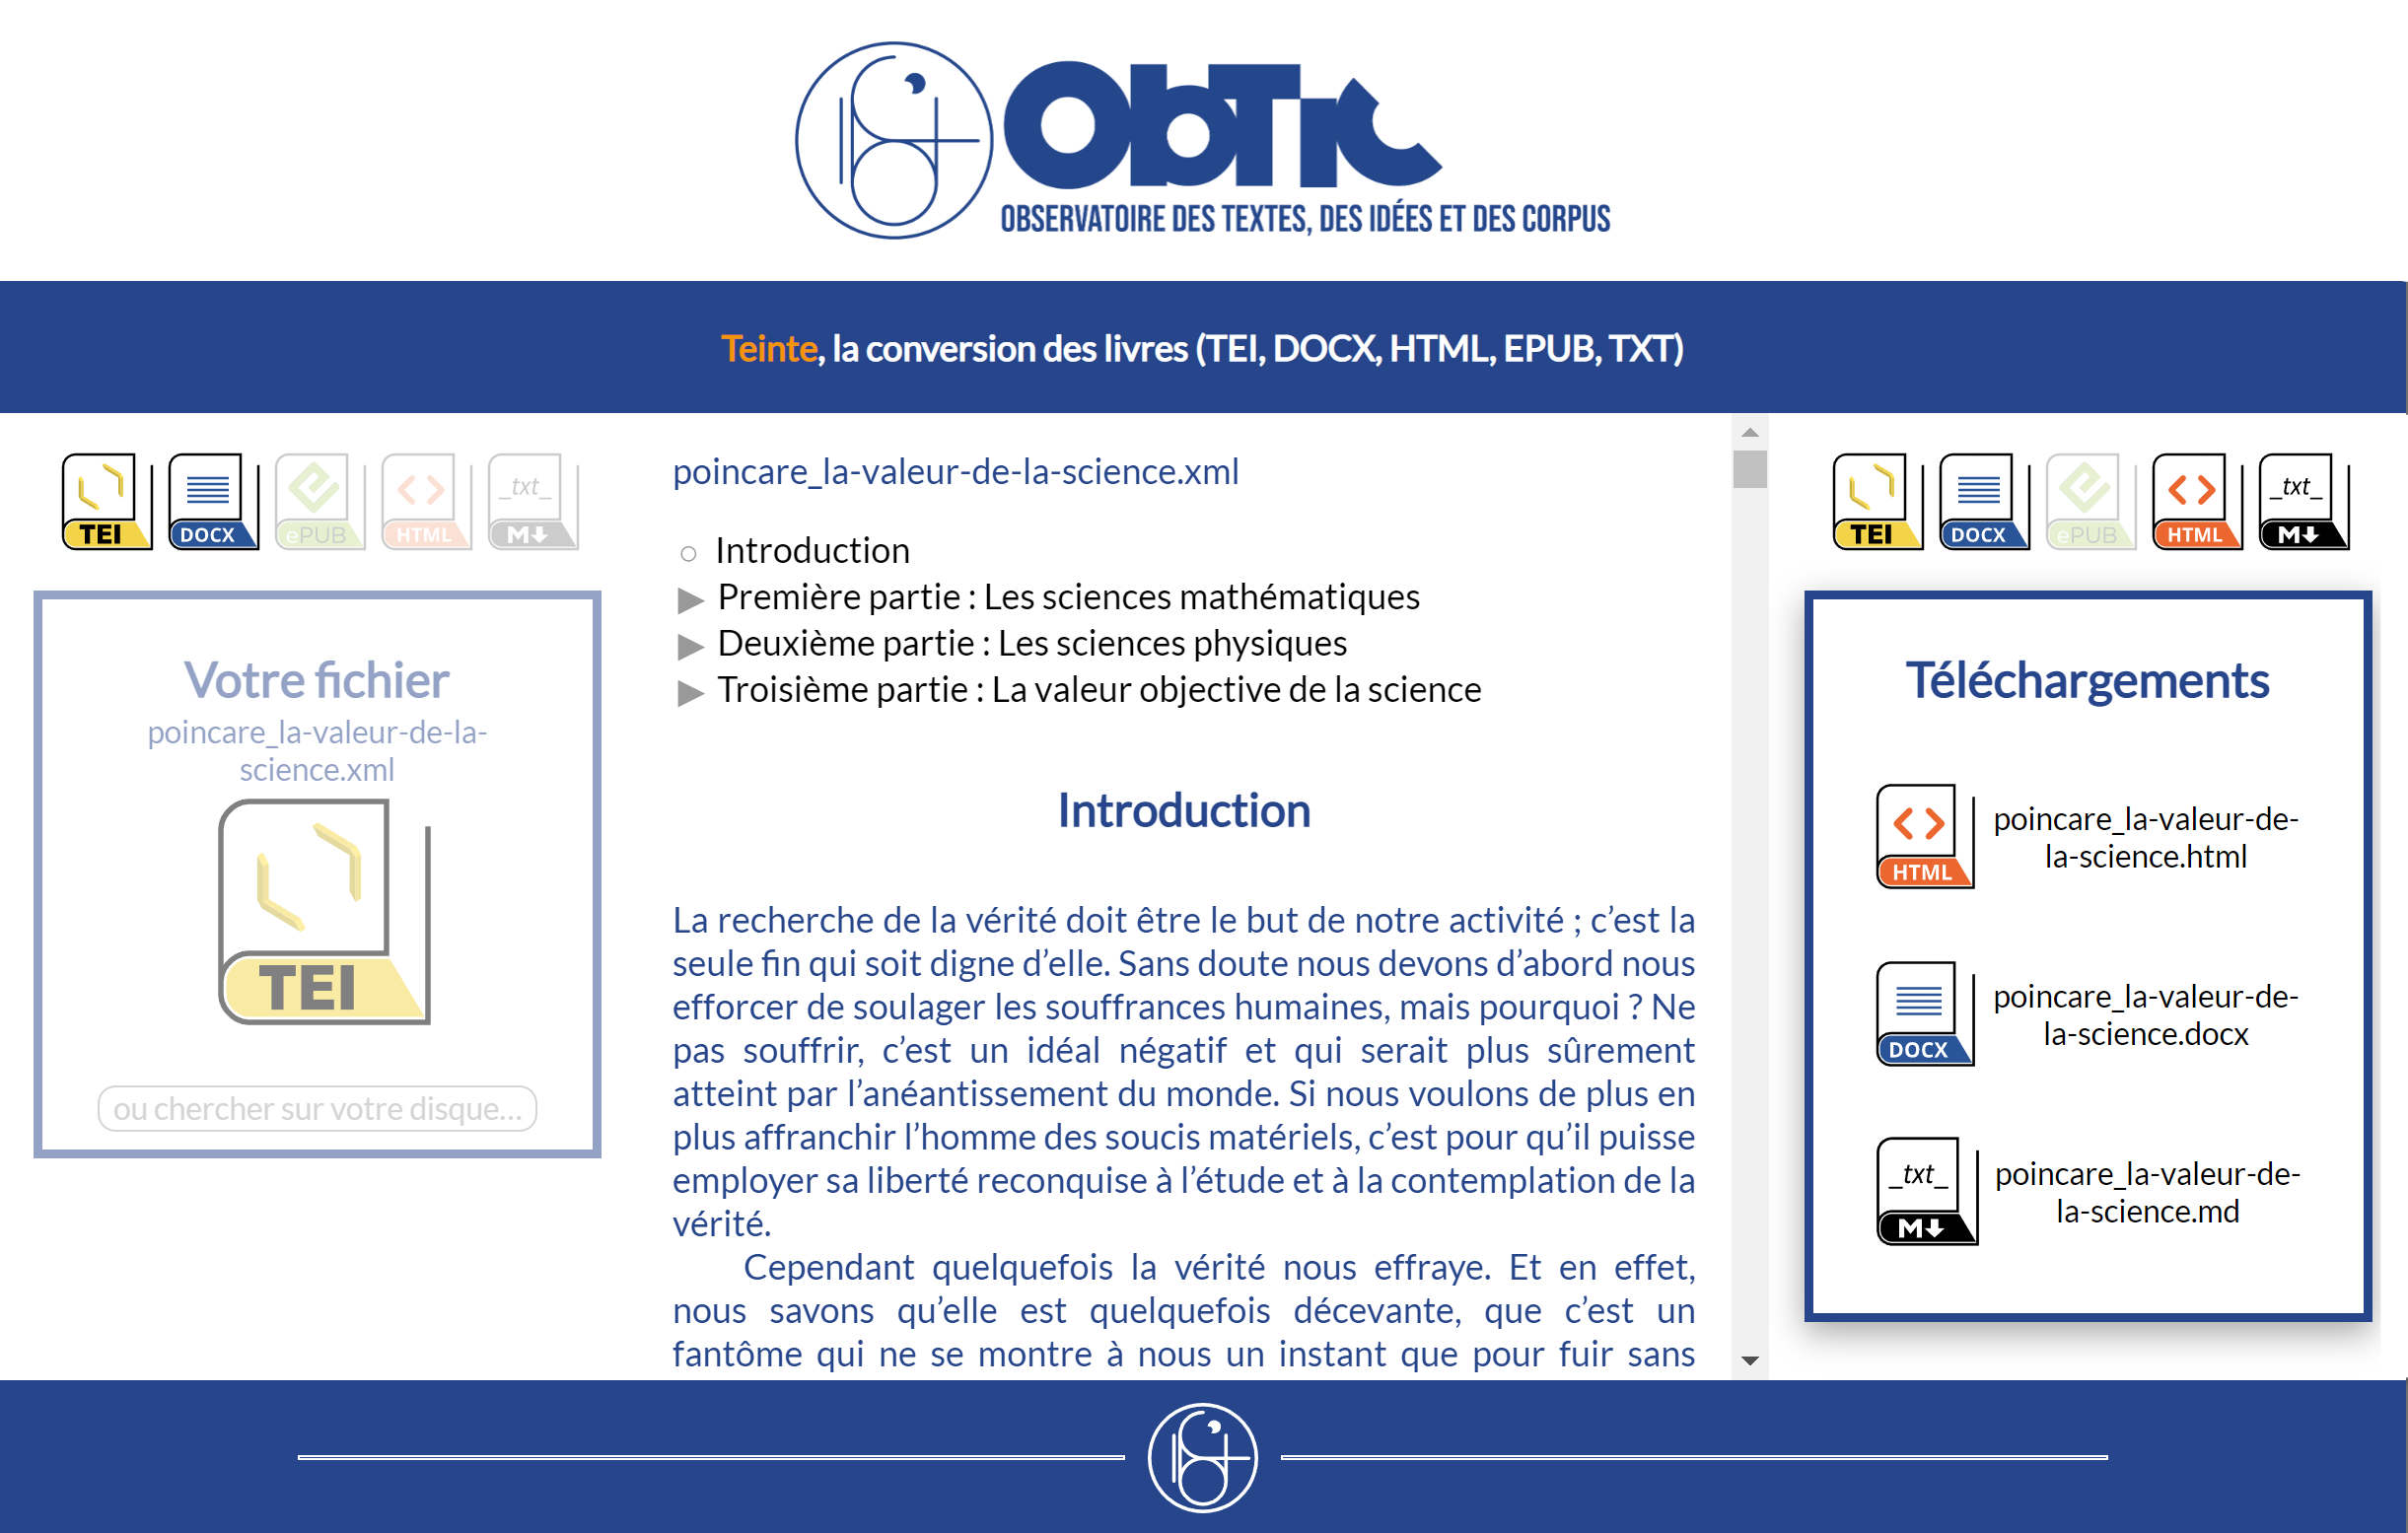 ObTIC
OBSERVATOIRE DES TEXTES, DES IDÉES ET DES CORPUS
Teinte, la conversion des livres (TEI, DOCX, HTML, EPUB, TXT)
TEI
DOCX
ePUB
HTML
_txt_
M
Votre fichier
poincare_la-valeur-de-la-
science.xml
TEI
ou chercher sur votre disque...
poincare_la-valeur-de-la-science.xml
Introduction
Première partie : Les sciences mathématiques
Deuxième partie : Les sciences physiques
Troisième partie : La valeur objective de la science
Introduction
La recherche de la vérité doit être le but de notre activité ; c’est la
seule fin qui soit digne d’elle. Sans doute nous devons d’abord nous
efforcer de soulager les souffrances humaines, mais pourquoi ? Ne
pas souffrir, c’est un idéal négatif et qui serait plus sûrement
atteint par l’anéantissement du monde. Si nous voulons de plus en
plus affranchir l’homme des soucis matériels, c’est pour qu’il puisse
employer sa liberté reconquise à l’étude et à la contemplation de la
vérité.
Cependant quelquefois la vérité nous effraye. Et en effet,
nous savons qu’elle est quelquefois décevante, que c’est un
fantôme qui ne se montre à nous un instant que pour fuir sans
TEI
DOCX
ePUB
HTML
_txt_
M
Téléchargements
HTML
poincare_la-valeur-de-
la-science.html
DOCX
poincare_la-valeur-de-
la-science.docx
_txt_
M
poincare_la-valeur-de-
la-science.md